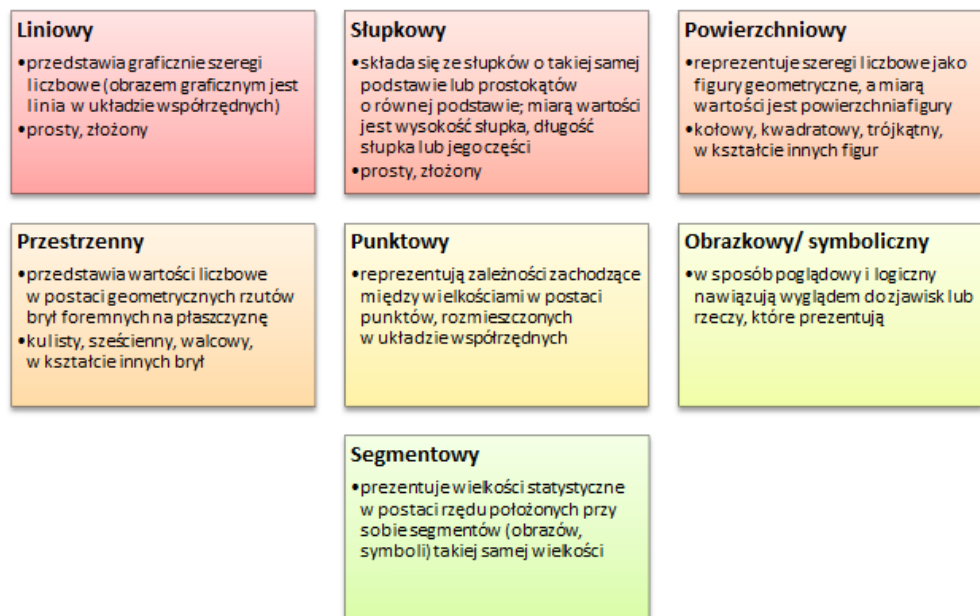 Liniowy
•przedstawia graficznie szeregi
liczbowe (obrazem graficznym jest
linia w układzie współrzędnych)
•prosty, złożony
Słupkowy
•składa się ze słupków o takiej samej
podstawie lub prostokątów
o równej podstawie; miarą wartości
jest wysokość słupka, długość
słupka lub jego części
•prosty, złożony
Powierzchniowy
•reprezentuje szeregi liczbowe jako
figury geometryczne, a miarą
wartości jest powierzchnia figury
•kołowy, kwadratowy, trójkątny,
w kształcie innych figur
Przestrzenny
•przedstawia wartości liczbowe
w postaci geometrycznych rzutów
brył foremnych na płaszczyznę
•kulisty, sześcienny, walcowy,
w kształcie innych brył
Punktowy
•reprezentują zależności zachodzące
między wielkościami w postaci
punktów, rozmieszczonych
w układzie współrzędnych
Obrazkowy/ symboliczny
•w sposób poglądowy i logiczny
nawiązują wyglądem do zjawisk lub
rzeczy, które prezentują
Segmentowy
•prezentuje wielkości statystyczne
w postaci rzędu położonych przy
sobie segmentów (obrazów,
symboli) takiej samej wielkości